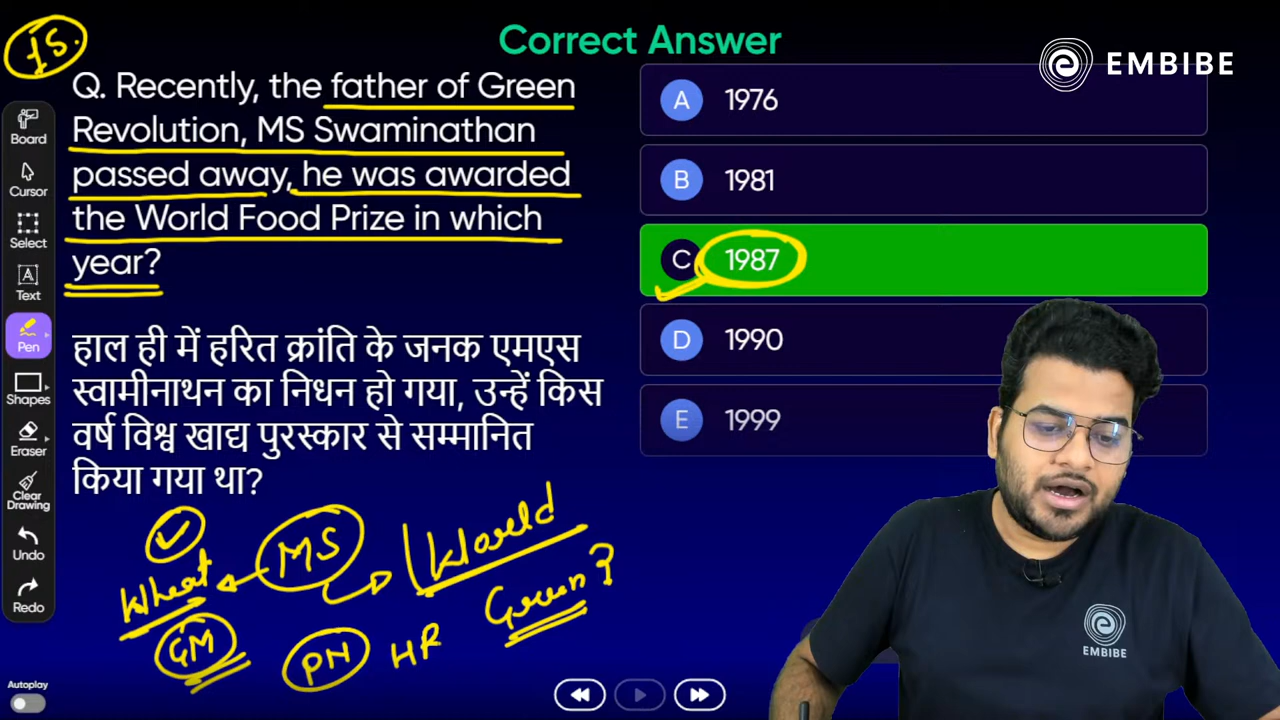 15.
Correct Answer
EMBIBE
Q. Recently, the father of Green
Revolution, MS Swaminathan
passed away, he was awarded
the World Food Prize in which
year?
हाल ही में हरित क्रांति के जनक एमएस
स्वामीनाथन का निधन हो गया, उन्हें किस
वर्ष विश्व खाद्य पुरस्कार से सम्मानित
किया गया था?
A 1976
B 1981
C 1987
D 1990
E 1999
Board
Cursor
Select
A
Text
Pen
Shapes
Eraser
Clear
Drawing
Undo
Redo
Autoplay
MS
World
Wheat
Green?
GM
PN
HR
EMBIBE